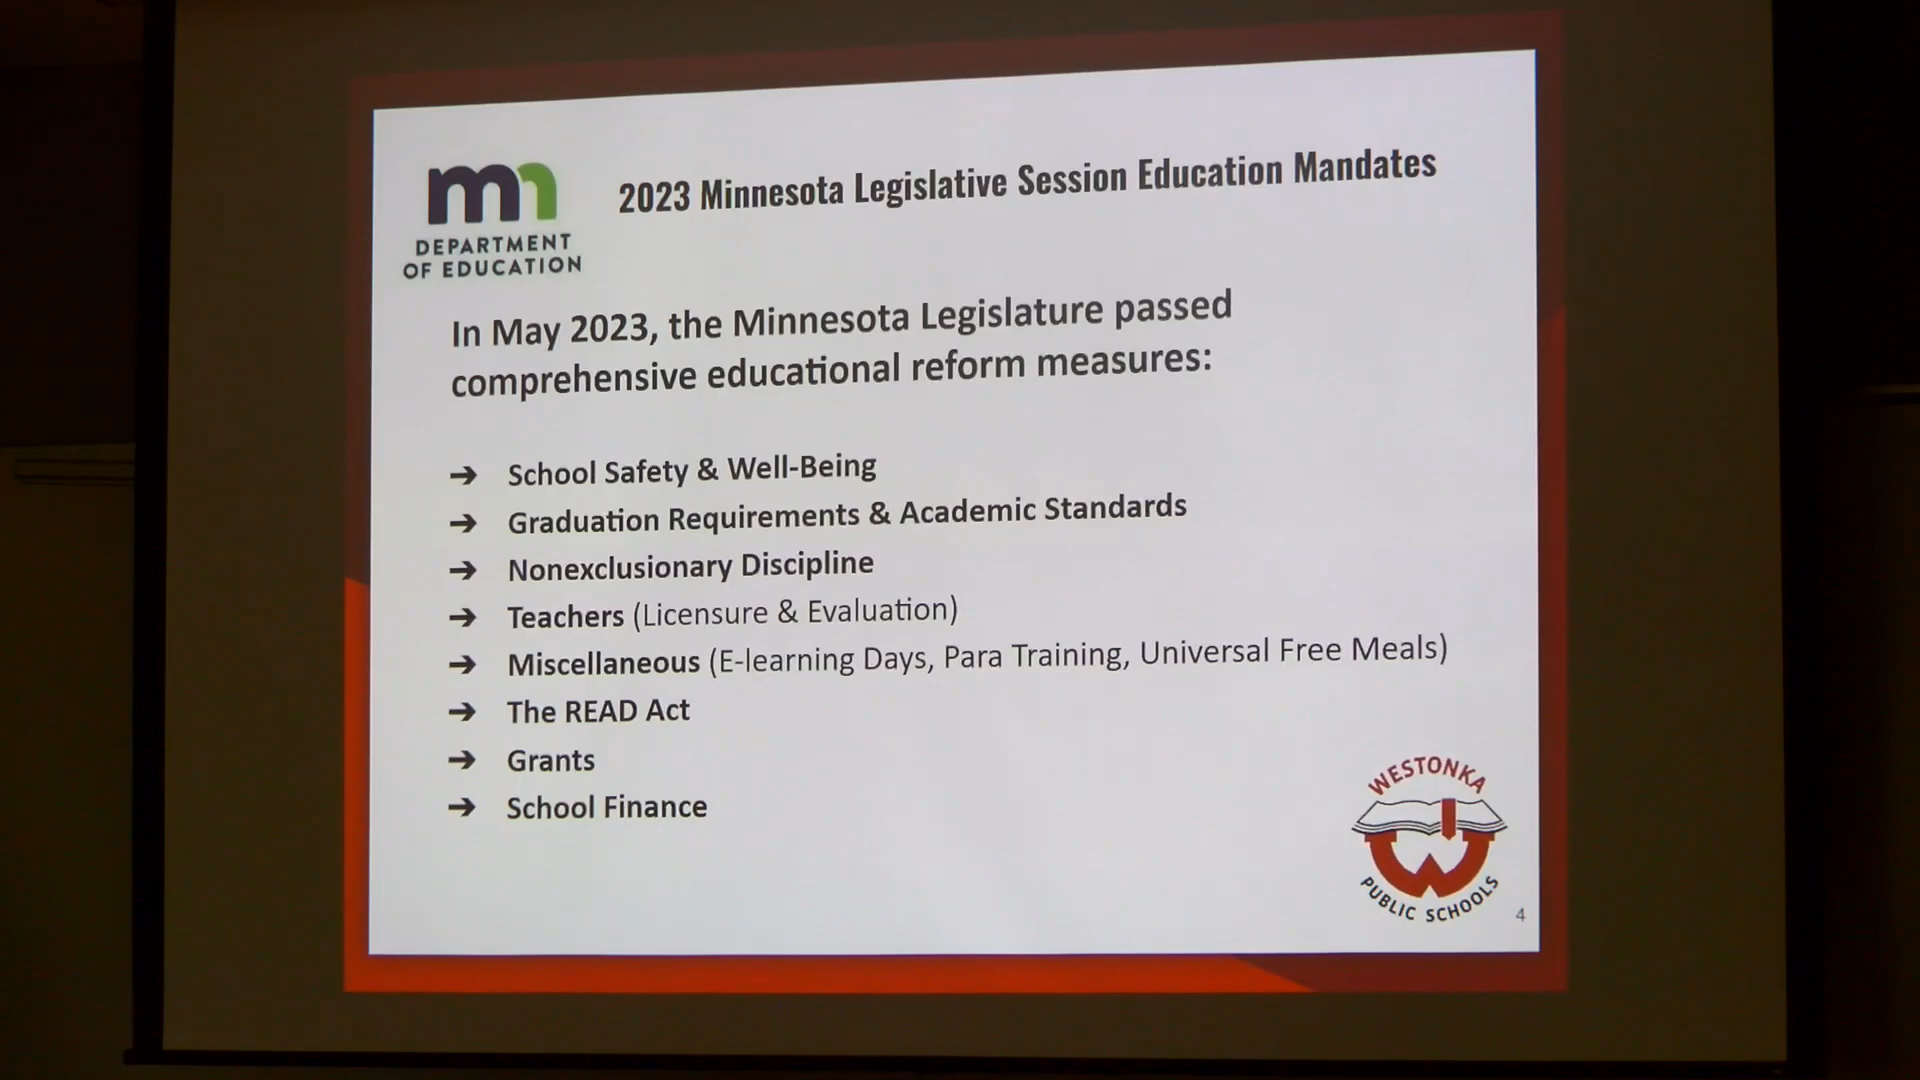 mn
DEPARTMENT
OF EDUCATION
2023 Minnesota Legislative Session Education Mandates
In May 2023, the Minnesota Legislature passed
comprehensive educational reform measures:
➔ School Safety & Well-Being
➔ Graduation Requirements & Academic Standards
➔ Nonexclusionary Discipline
➔ Teachers (Licensure & Evaluation)
➔ Miscellaneous (E-learning Days, Para Training, Universal Free Meals)
➔ The READ Act
➔ Grants
➔ School Finance
WESTONKA
W
PUBLIC SCHOOLS
4